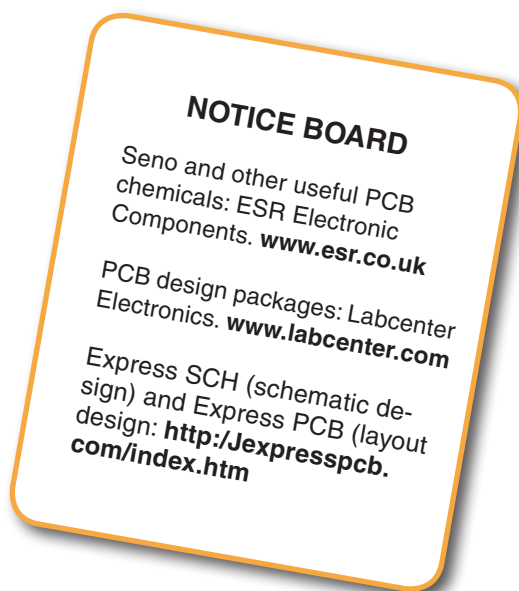 NOTICE BOARD
Seno and other useful PCB
chemicals: ESR Electronic
Components. www.esr.co.uk
PCB design packages: Labcenter
Electronics. www.labcenter.com
Express SCH (schematic de-
sign) and Express PCB (layout
design: http:/Jexpresspcb.
com/index.htm